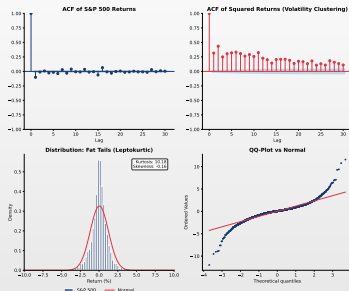 ACF of S&P 500 Returns
1.00
0.75
0.50
0.25
0.00
−0.25
−0.50
−0.75
−1.00
0 5 10 15 20 25 30
Lag
ACF of Squared Returns (Volatility Clustering)
1.00
0.75
0.50
0.25
0.00
−0.25
−0.50
−0.75
−1.00
0 5 10 15 20 25 30
Lag
Distribution: Fat Tails (Leptokurtic)
Kurtosis: 10.16
Skewness: -0.16
Density
0.5
0.4
0.3
0.2
0.1
0.0
−10.0 −7.5 −5.0 −2.5 0.0 2.5 5.0 7.5 10.0
Return (%)
S&P 500 Normal
QQ-Plot vs Normal
Ordered Values
10
5
0
−5
−10
−4 −3 −2 −1 0 1 2 3
Theoretical quantiles